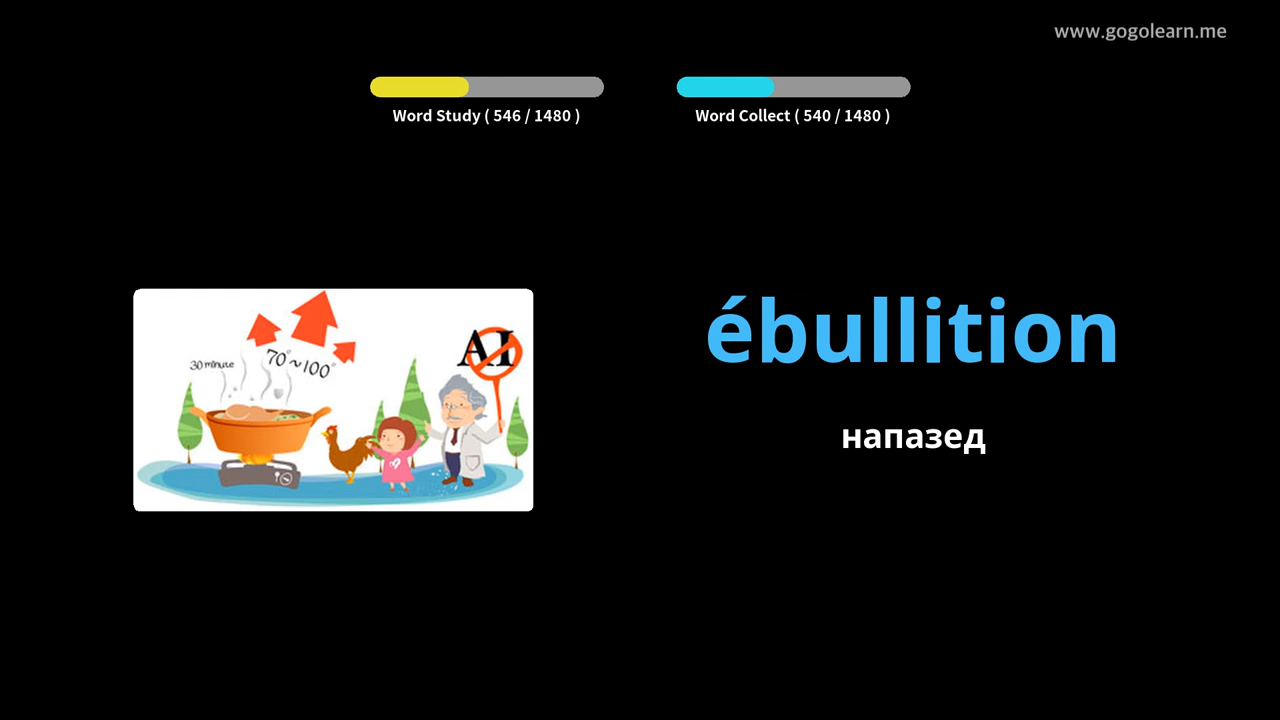 www.gogolearn.me
Word Study ( 546 / 1480 )
Word Collect ( 540 / 1480 )
ébullition
напазед
30 minute
70°~100°
AI